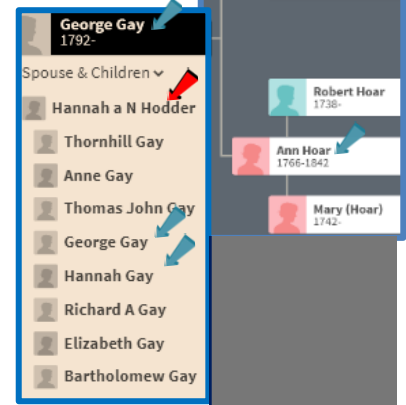 George Gay
1792-
Spouse & Children
Hannah a N Hodder
Thornhill Gay
Anne Gay
Thomas John Gay
George Gay
Hannah Gay
Richard A Gay
Elizabeth Gay
Bartholomew Gay
Robert Hoar
1738-
Ann Hoar
1766-1842
Mary (Hoar)
1742-